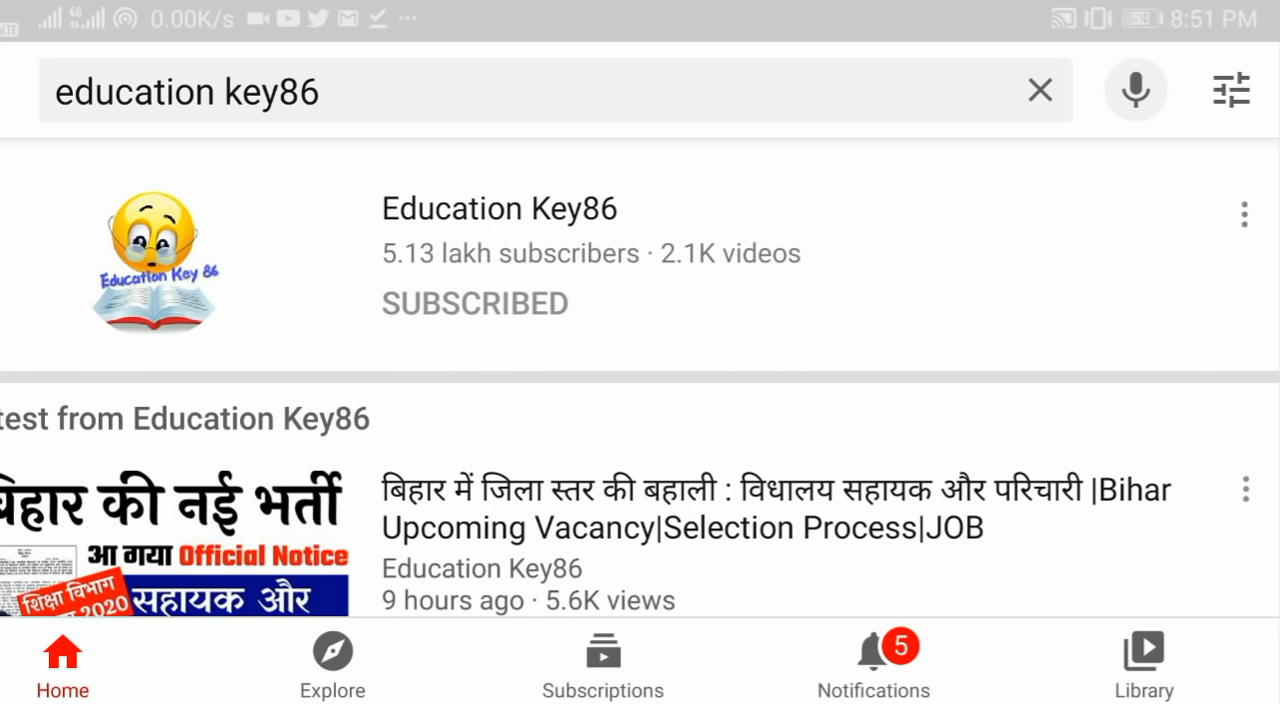 LTE 4G 0.00K/s 53 8:51 PM
education key86
Education Key86
5.13 lakh subscribers · 2.1K videos
SUBSCRIBED
Education Key 86
test from Education Key86
बिहार की नई भर्ती
आ गया Official Notice
शिक्षा विभाग
2020
सहायक और
बिहार में जिला स्तर की बहाली : विधालय सहायक और परिचारी |Bihar
Upcoming Vacancy|Selection Process|JOB
Education Key86
9 hours ago · 5.6K views
Home
Explore
Subscriptions
5
Notifications
Library